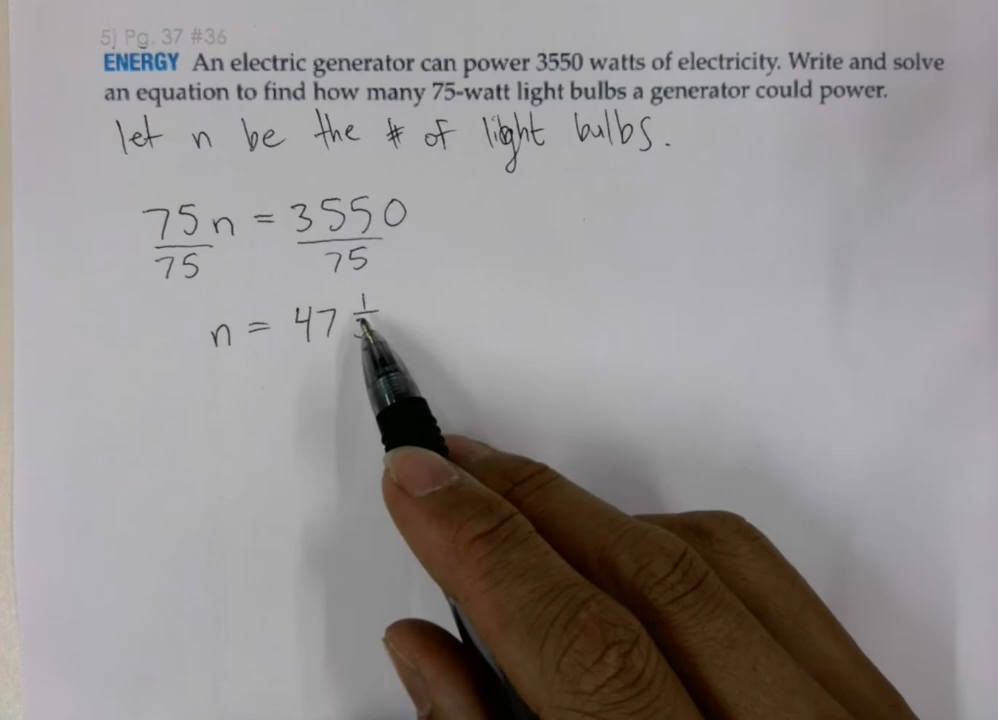 5) Pg. 37 #36
ENERGY An electric generator can power 3550 watts of electricity. Write and solve
an equation to find how many 75-watt light bulbs a generator could power.
let n be the # of light bulbs.
75n = 3550
75 75
n = 47 1